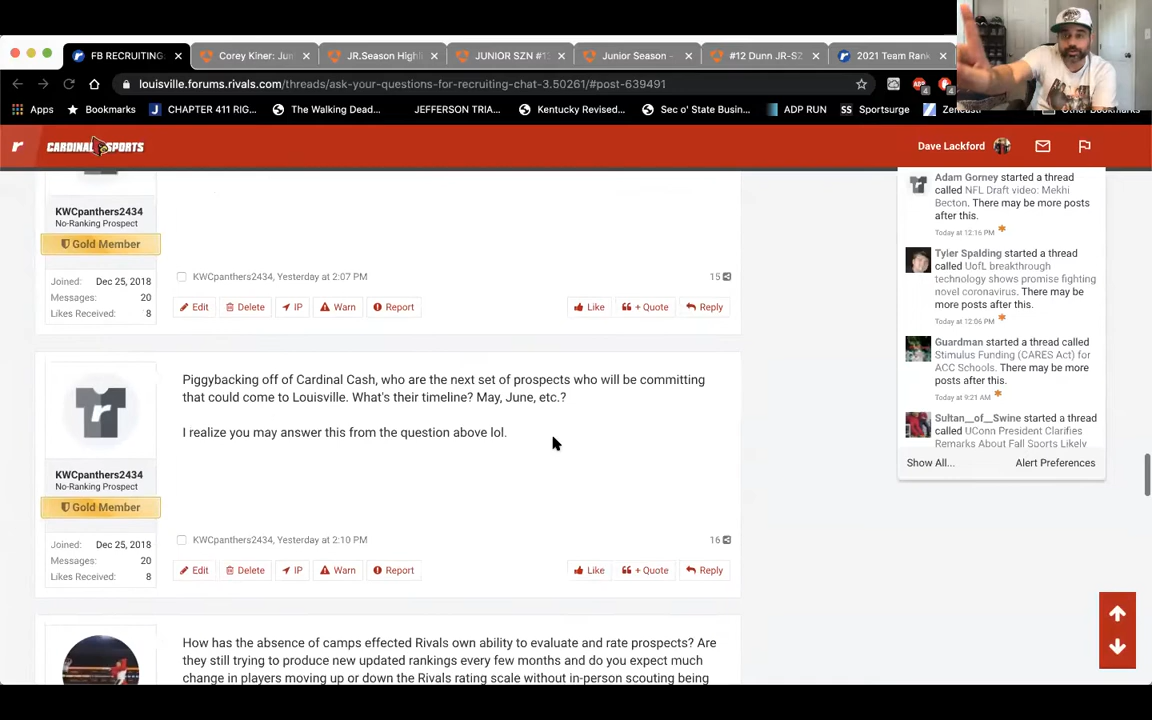 FB RECRUITING
Corey Kiner: Jun
JR.Season Highli
JUNIOR SZN #1
Junior Season -
#12 Dunn JR-SZ
2021 Team Rank
louisville.forums.rivals.com/threads/ask-your-questions-for-recruiting-chat-3.50261/#post-639491
Apps
Bookmarks
CHAPTER 411 RIG...
The Walking Dead...
JEFFERSON TRIA...
Kentucky Revised...
Sec o' State Busin...
ADP RUN
SS Sportsurge
Zencast
Other Bookmarks
r CARDINAL SPORTS
Dave Lackford
KWCpanthers2434
No-Ranking Prospect
Gold Member
Joined: Dec 25, 2018
Messages: 20
Likes Received: 8
KWCpanthers2434, Yesterday at 2:07 PM
15
Edit Delete IP Warn Report
Like + Quote Reply
Piggybacking off of Cardinal Cash, who are the next set of prospects who will be committing
that could come to Louisville. What's their timeline? May, June, etc.?
I realize you may answer this from the question above lol.
r
KWCpanthers2434
No-Ranking Prospect
Gold Member
Joined: Dec 25, 2018
Messages: 20
Likes Received: 8
KWCpanthers2434, Yesterday at 2:10 PM
16
Edit Delete IP Warn Report
Like + Quote Reply
How has the absence of camps effected Rivals own ability to evaluate and rate prospects? Are
they still trying to produce new updated rankings every few months and do you expect much
change in players moving up or down the Rivals rating scale without in-person scouting being
Adam Gorney started a thread
called NFL Draft video: Mekhi
Becton. There may be more posts
after this.
Today at 12:16 PM
Tyler Spalding started a thread
called UofL breakthrough
technology shows promise fighting
novel coronavirus. There may be
more posts after this.
Today at 12:06 PM
Guardman started a thread called
Stimulus Funding (CARES Act) for
ACC Schools. There may be more
posts after this.
Today at 9:21 AM
Sultan__of__Swine started a thread
called UConn President Clarifies
Remarks About Fall Sports Likely
Show All...
Alert Preferences